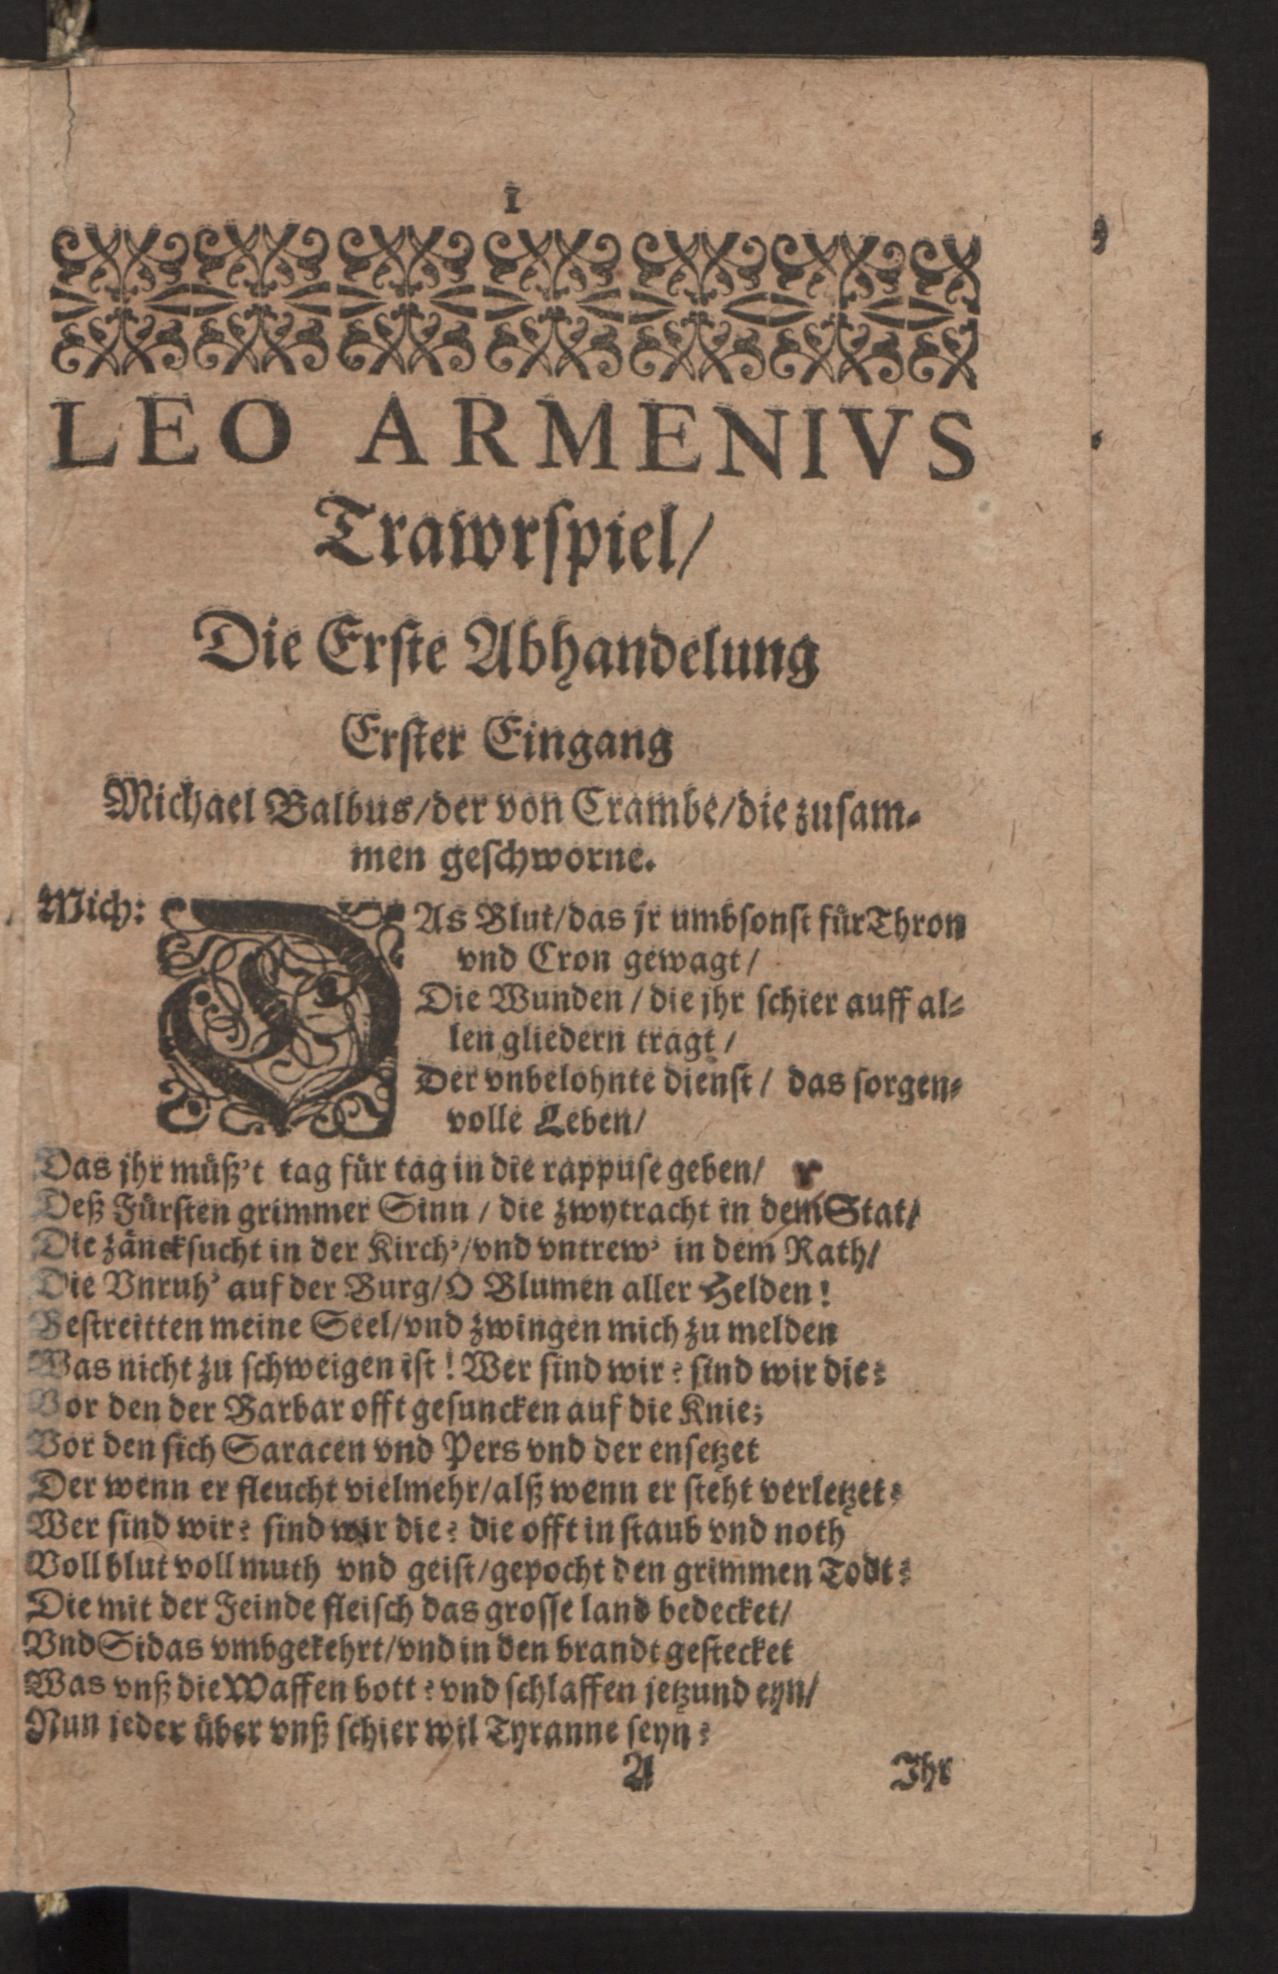 1
LEO ARMENIVS
Trawrſpiel/
Die Erſte Abhandelung
Erſter Eingang
Michael Balbus/der von Crambe/die zuſam-
men geſchworne.
Mich: DAs Blut/das jr umbſonſt für Thron
vnd Cron gewagt/
Die Wunden / die jhr ſchier auff al-
len gliedern tragt /
Der vnbelohnte dienſt / das ſorgen-
volle Leben/
Das jhr müß't tag für tag in die rappuſe geben/
Deß Fürſten grimmer Sinn / die zwytracht in dem Stat/
Die zänckſucht in der Kirch'/vnd vntrew' in dem Rath/
Die Vnruh' auf der Burg/O Blumen aller Helden!
Beſtreitten meine Seel/vnd zwingen mich zu melden
Was nicht zu ſchweigen iſt! Wer ſind wir? ſind wir die?
Vor den der Barbar offt geſuncken auf die Knie;
Vor den ſich Saracen vnd Pers vnd der enſetzet
Der wenn er fleucht vielmehr/alß wenn er ſteht verletzet?
Wer ſind wir? ſind wir die? die offt in ſtaub vnd noth
Voll blut voll muth vnd geiſt/gepocht den grimmen Todt?
Die mit der Feinde fleiſch das groſſe land bedecket/
Vnd Sidas vmbgekehrt/vnd in den brandt geſtecket
Was vnß die Waffen bott? vnd ſchlaffen jetzund eyn/
Nun jeder über vnß ſchier wil Tyranne ſeyn?
A Ihr